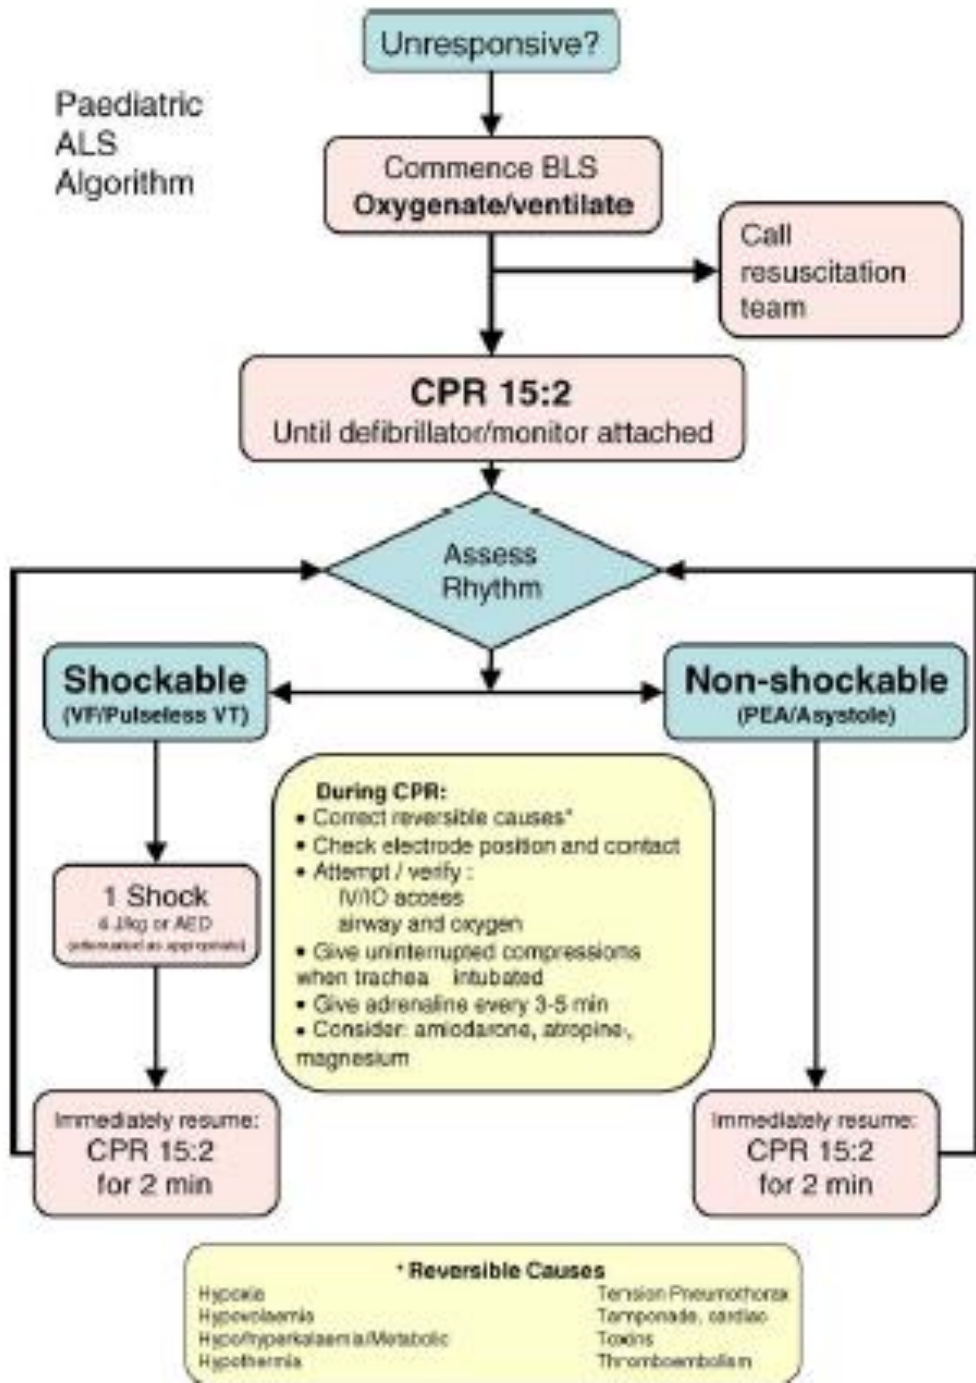 Unresponsive?
Paediatric
ALS
Algorithm
Commence BLS
Oxygenate/ventilate
Call
resuscitation
team
CPR 15:2
Until defibrillator/monitor attached
Assess
Rhythm
Shockable
(VF/Pulseless VT)
Non-shockable
(PEA/Asystole)
During CPR:
• Correct reversible causes*
• Check electrode position and contact
• Attempt / verify :
IV/IO access
airway and oxygen
• Give uninterrupted compressions
when trachea intubated
• Give adrenaline every 3-5 min
• Consider: amiodarone, atropine,
magnesium
1 Shock
4 J/kg or AED
(attenuated as appropriate)
Immediately resume:
CPR 15:2
for 2 min
Immediately resume:
CPR 15:2
for 2 min
* Reversible Causes
Hypoxia
Hypovolaemia
Hypo/hyperkalaemia/Metabolic
Hypothermia
Tension Pneumothorax
Tamponade, cardiac
Toxins
Thromboembolism